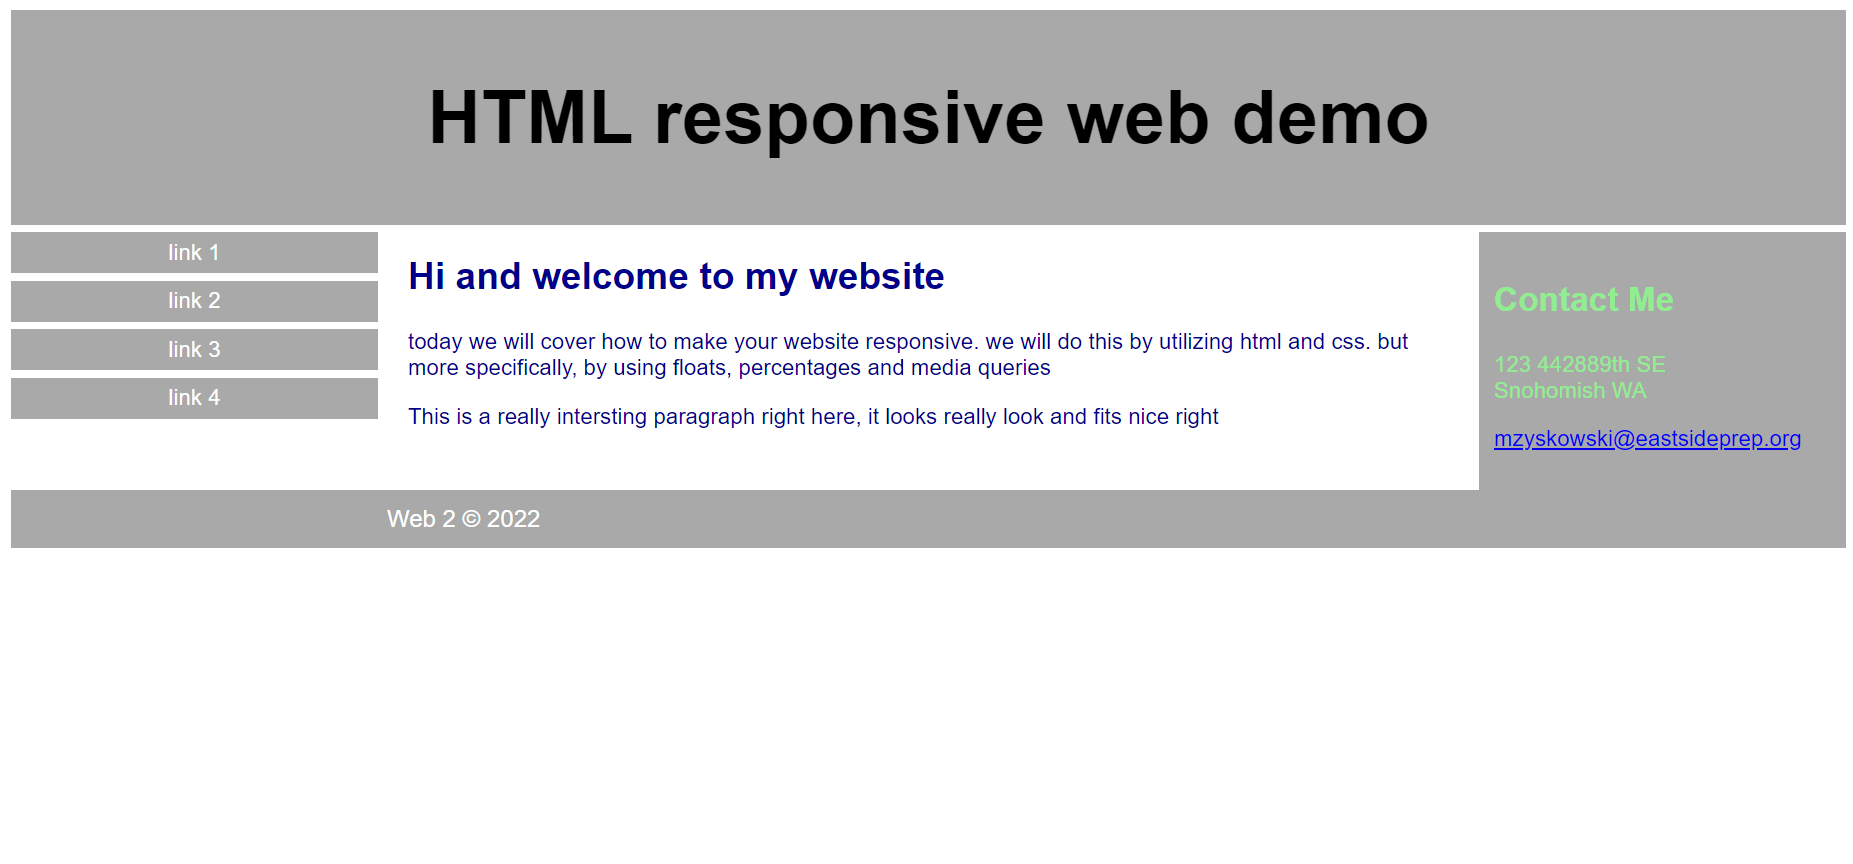 HTML responsive web demo
link 1
link 2
link 3
link 4
Hi and welcome to my website
today we will cover how to make your website responsive. we will do this by utilizing html and css. but
more specifically, by using floats, percentages and media queries
This is a really intersting paragraph right here, it looks really look and fits nice right
Contact Me
123 442889th SE
Snohomish WA
mzyskowski@eastsideprep.org
Web 2 © 2022